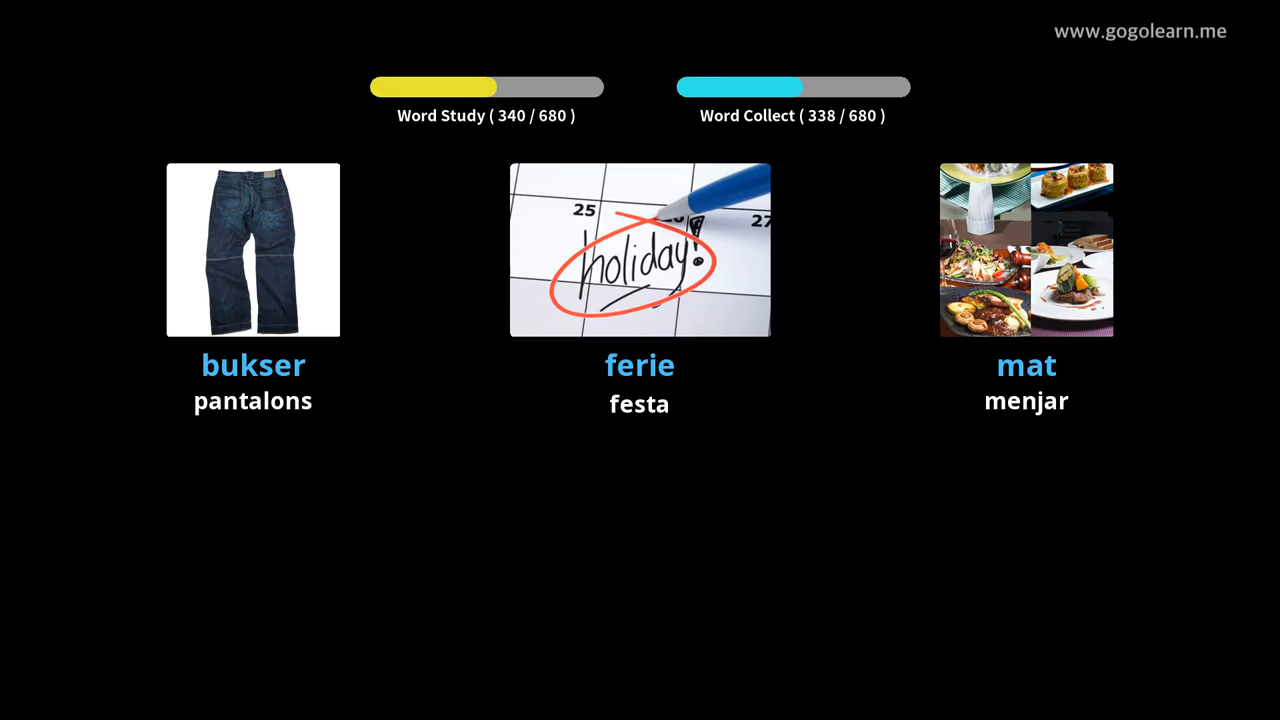 www.gogolearn.me
Word Study ( 340 / 680 )
Word Collect ( 338 / 680 )
25
27
holiday!
bukser
ferie
mat
pantalons
festa
menjar